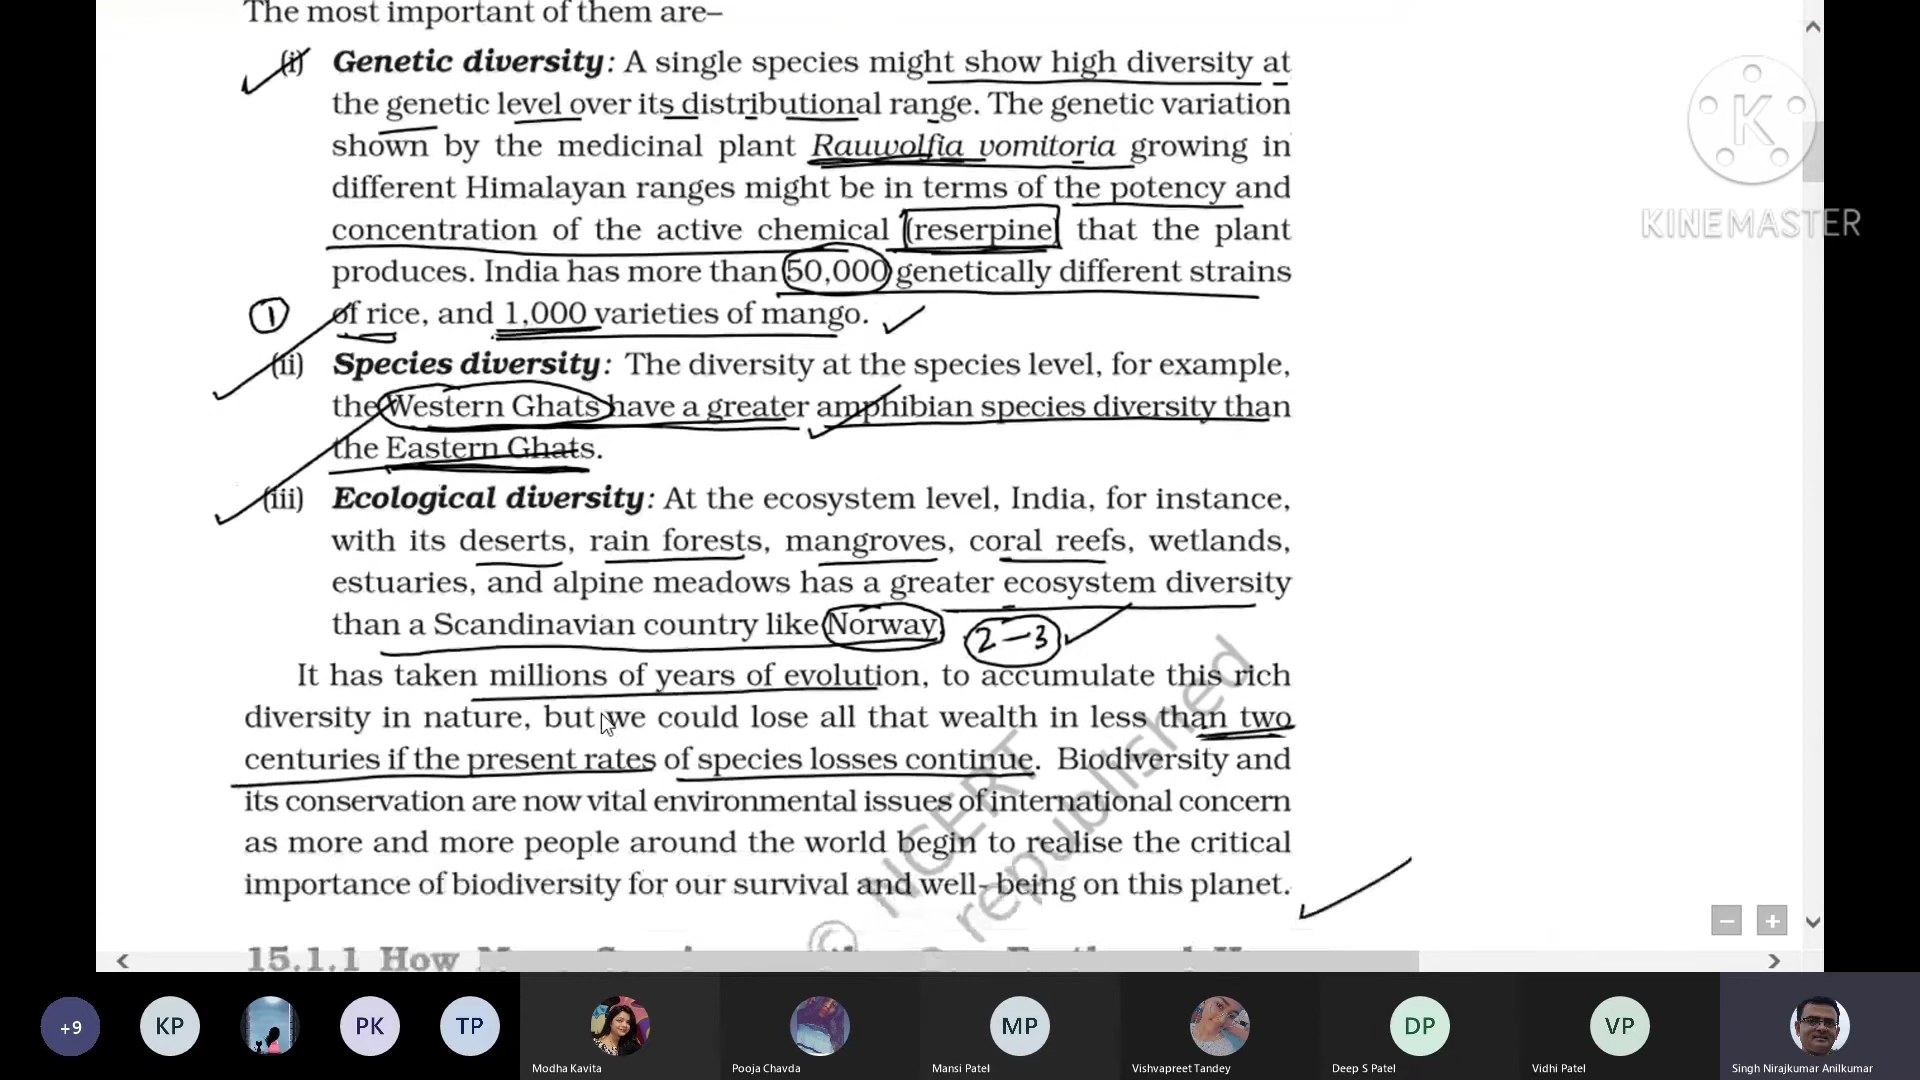 The most important of them are–
(i) Genetic diversity: A single species might show high diversity at
the genetic level over its distributional range. The genetic variation
shown by the medicinal plant Rauwolfia vomitoria growing in
different Himalayan ranges might be in terms of the potency and
concentration of the active chemical (reserpine) that the plant
produces. India has more than 50,000 genetically different strains
① of rice, and 1,000 varieties of mango.
(ii) Species diversity: The diversity at the species level, for example,
the Western Ghats have a greater amphibian species diversity than
the Eastern Ghats.
(iii) Ecological diversity: At the ecosystem level, India, for instance,
with its deserts, rain forests, mangroves, coral reefs, wetlands,
estuaries, and alpine meadows has a greater ecosystem diversity
than a Scandinavian country like Norway.
2–3
It has taken millions of years of evolution, to accumulate this rich
diversity in nature, but we could lose all that wealth in less than two
centuries if the present rates of species losses continue. Biodiversity and
its conservation are now vital environmental issues of international concern
as more and more people around the world begin to realise the critical
importance of biodiversity for our survival and well-being on this planet.
© NCERT
republished
15.1.1 How
K
KINEMASTER
+9
KP
PK
TP
Modha Kavita
Pooja Chavda
MP
Mansi Patel
Vishvapreet Tandey
DP
Deep S Patel
VP
Vidhi Patel
Singh Nirajkumar Anilkumar